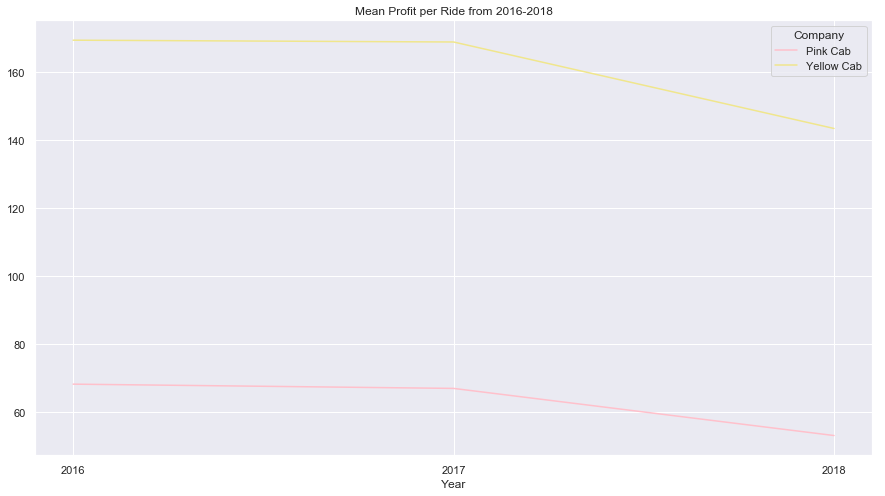 Mean Profit per Ride from 2016-2018
Company
Pink Cab
Yellow Cab
160
140
120
100
80
60
2016 2017 2018
Year